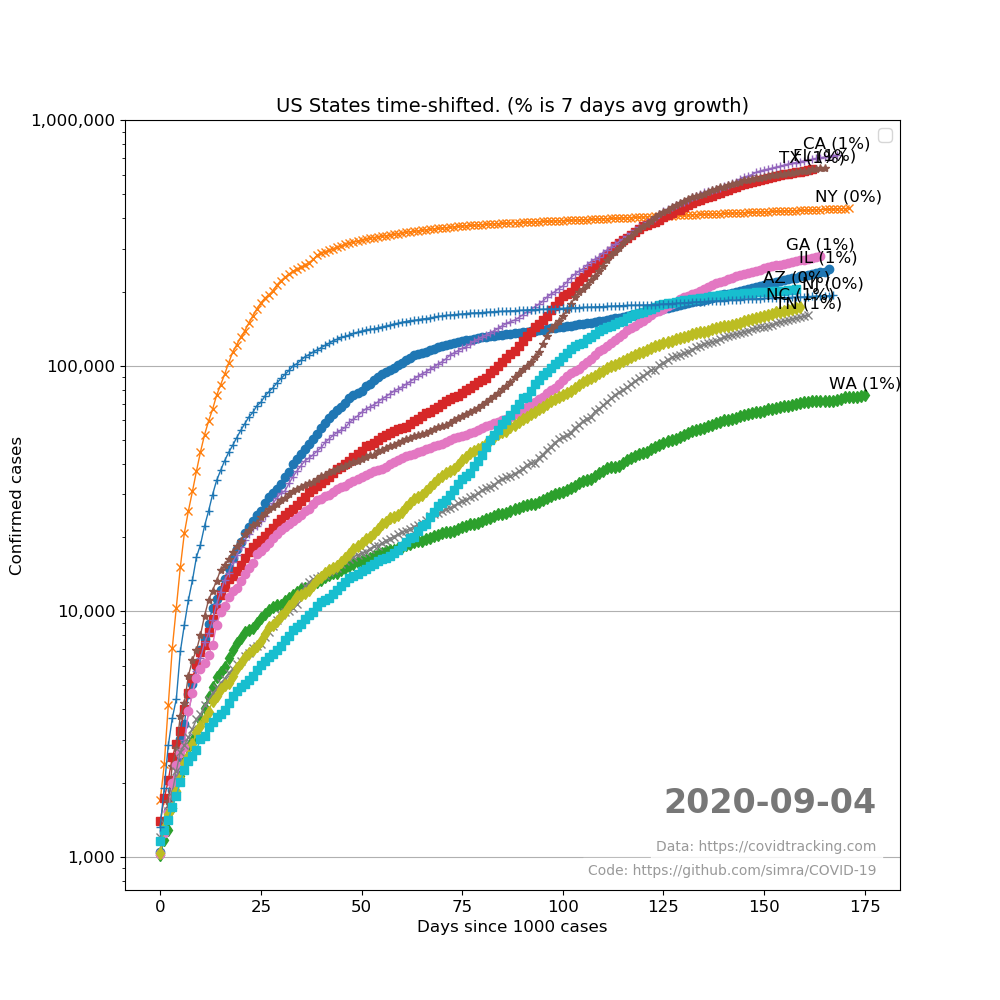 US States time-shifted. (% is 7 days avg growth)
1,000,000
100,000
10,000
1,000
Confirmed cases
CA (1%)
FL (1%)
TX (1%)
NY (0%)
GA (1%)
IL (1%)
AZ (0%)
NJ (0%)
NC (1%)
TN (1%)
WA (1%)
2020-09-04
Data: https://covidtracking.com
Code: https://github.com/simra/COVID-19
0 25 50 75 100 125 150 175
Days since 1000 cases